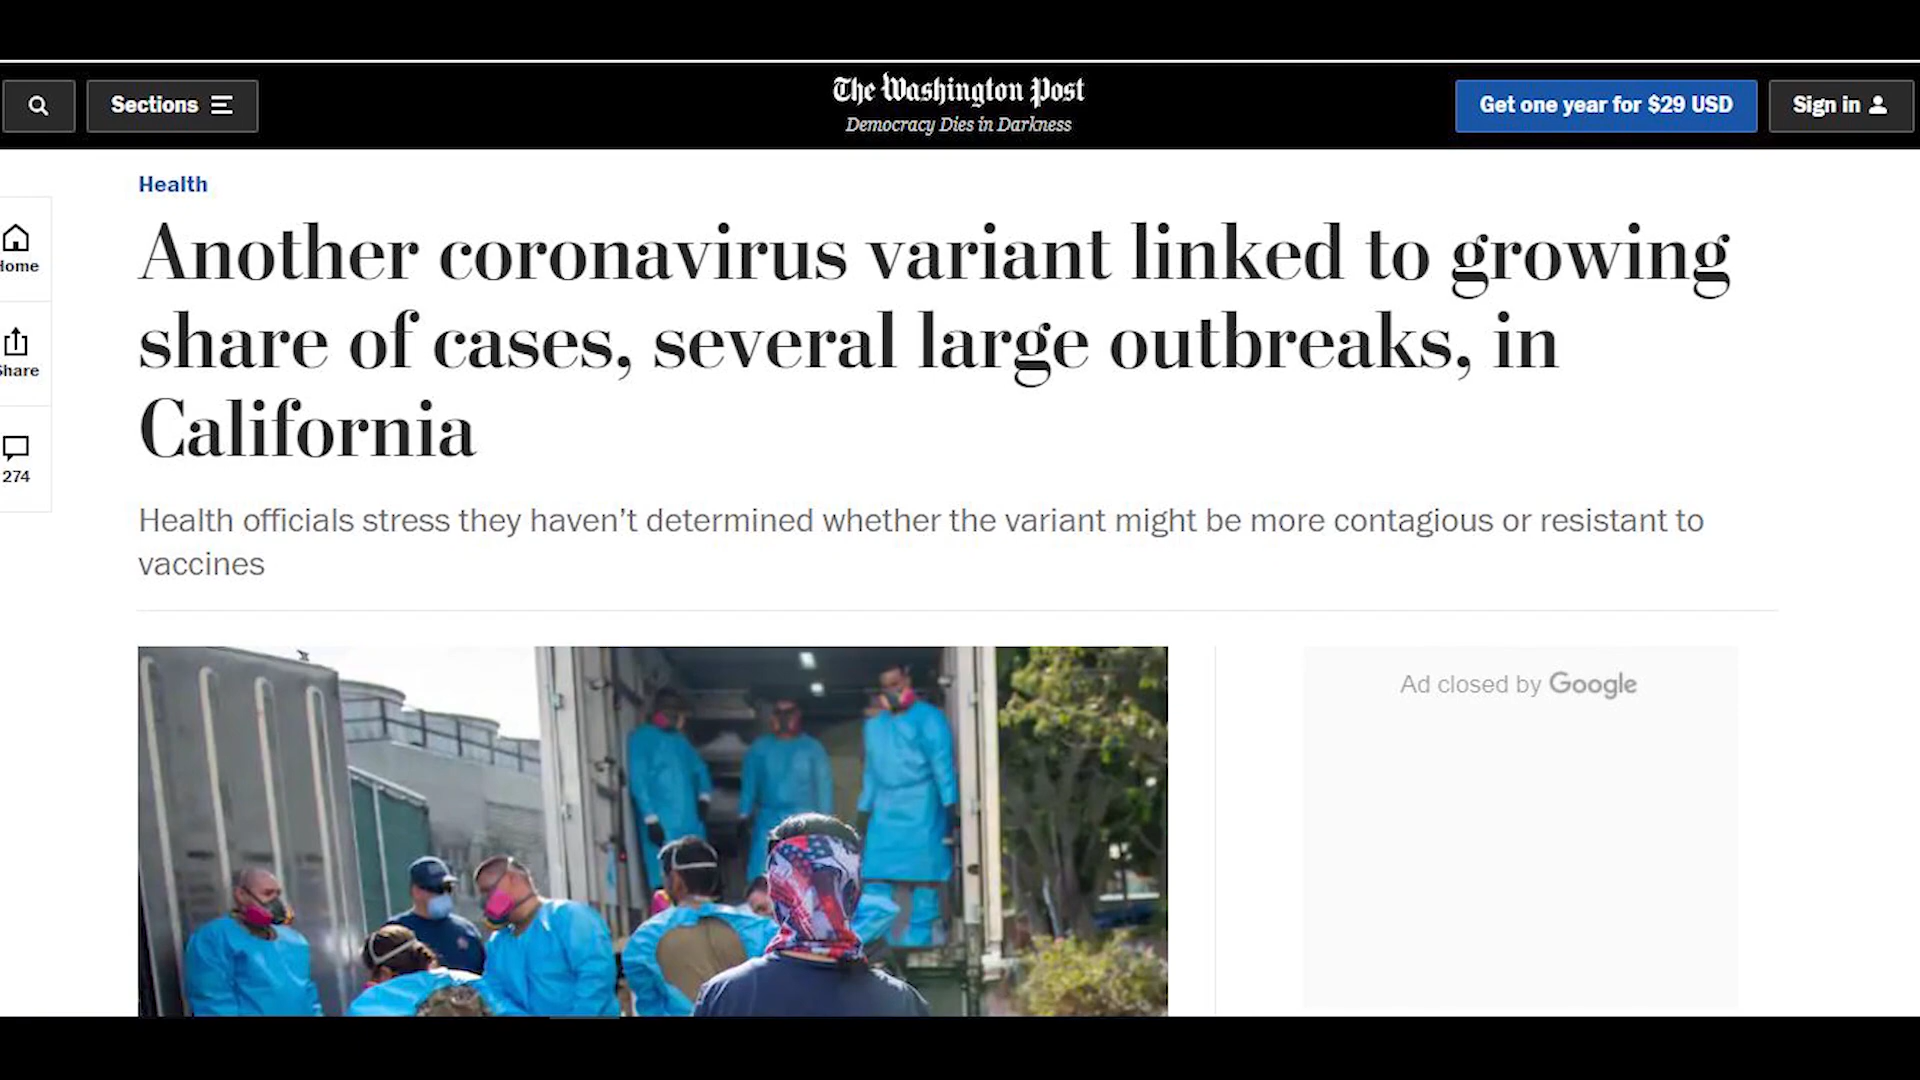 Sections
The Washington Post
Democracy Dies in Darkness
Get one year for $29 USD
Sign in
Health
Another coronavirus variant linked to growing
share of cases, several large outbreaks, in
California
Health officials stress they haven't determined whether the variant might be more contagious or resistant to
vaccines
Home
Share
274
Ad closed by Google